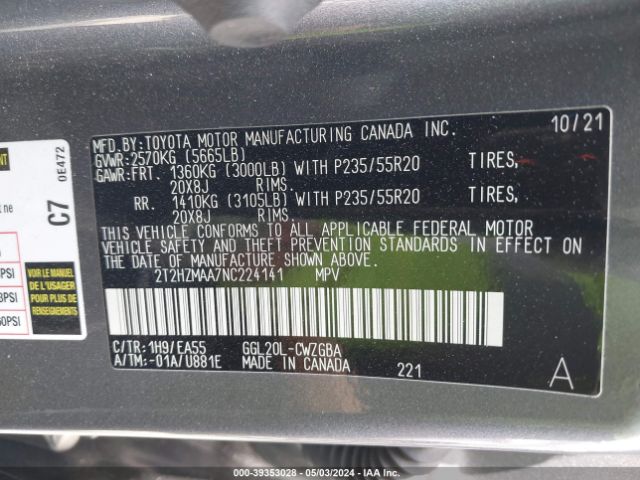 MFD.BY:TOYOTA MOTOR MANUFACTURING CANADA INC. 10/21
GVWR:2570KG (5665LB)
GAWR:FRT. 1360KG (3000LB) WITH P235/55R20 TIRES,
20X8J RIMS,
RR. 1410KG (3105LB) WITH P235/55R20 TIRES,
20X8J RIMS,
THIS VEHICLE CONFORMS TO ALL APPLICABLE FEDERAL MOTOR
VEHICLE SAFETY AND THEFT PREVENTION STANDARDS IN EFFECT ON
THE DATE OF MANUFACTURE SHOWN ABOVE.
2T2HZMAA7NC224141 MPV
C/TR:1H9/EA55 GGL20L-CWZGBA
A/TM:-01A/U881E MADE IN CANADA 221 A
0E472
C7
PSI
PSI
0PSI
VOIR LE MANUEL
DE L'USAGER
POUR PLUS DE
RENSEIGNEMENTS
000-39353028 - 05/03/2024 - IAA Inc.